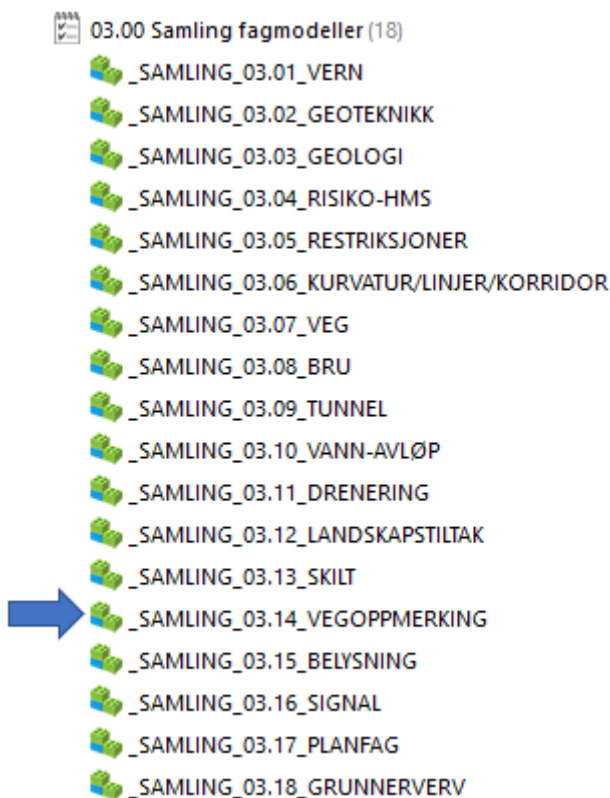 03.00 Samling fagmodeller (18)
_SAMLING_03.01_VERN
_SAMLING_03.02_GEOTEKNIKK
_SAMLING_03.03_GEOLOGI
_SAMLING_03.04_RISIKO-HMS
_SAMLING_03.05_RESTRIKSJONER
_SAMLING_03.06_KURVATUR/LINJER/KORRIDOR
_SAMLING_03.07_VEG
_SAMLING_03.08_BRU
_SAMLING_03.09_TUNNEL
_SAMLING_03.10_VANN-AVLØP
_SAMLING_03.11_DRENERING
_SAMLING_03.12_LANDSKAPSTILTAK
_SAMLING_03.13_SKILT
_SAMLING_03.14_VEGOPPMERKING
_SAMLING_03.15_BELYSNING
_SAMLING_03.16_SIGNAL
_SAMLING_03.17_PLANFAG
_SAMLING_03.18_GRUNNERVERV